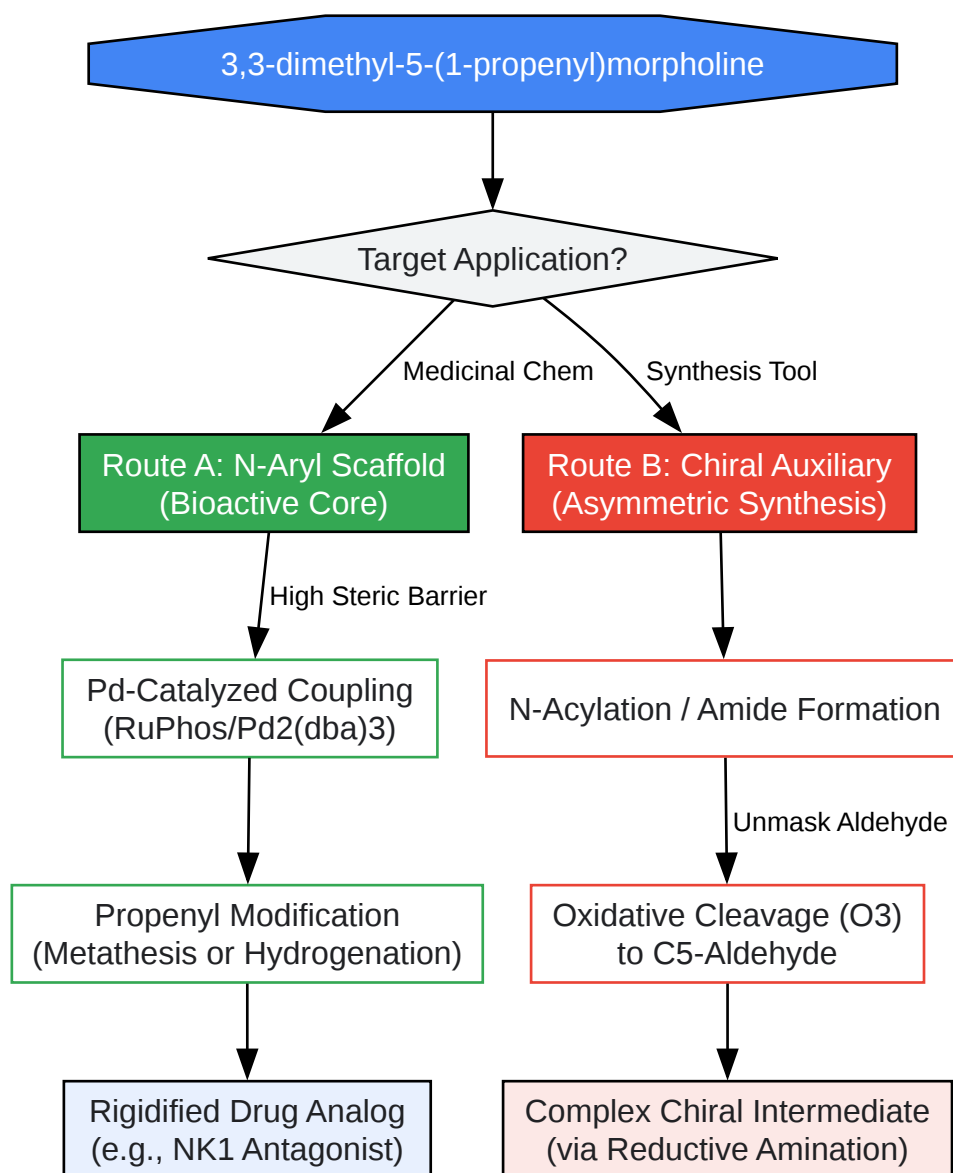 3,3-dimethyl-5-(1-propenyl)morpholine
Target Application?
Medicinal Chem
Synthesis Tool
Route A: N-Aryl Scaffold
(Bioactive Core)
Route B: Chiral Auxiliary
(Asymmetric Synthesis)
High Steric Barrier
Pd-Catalyzed Coupling
(RuPhos/Pd2(dba)3)
N-Acylation / Amide Formation
Unmask Aldehyde
Propenyl Modification
(Metathesis or Hydrogenation)
Oxidative Cleavage (O3)
to C5-Aldehyde
Rigidified Drug Analog
(e.g., NK1 Antagonist)
Complex Chiral Intermediate
(via Reductive Amination)